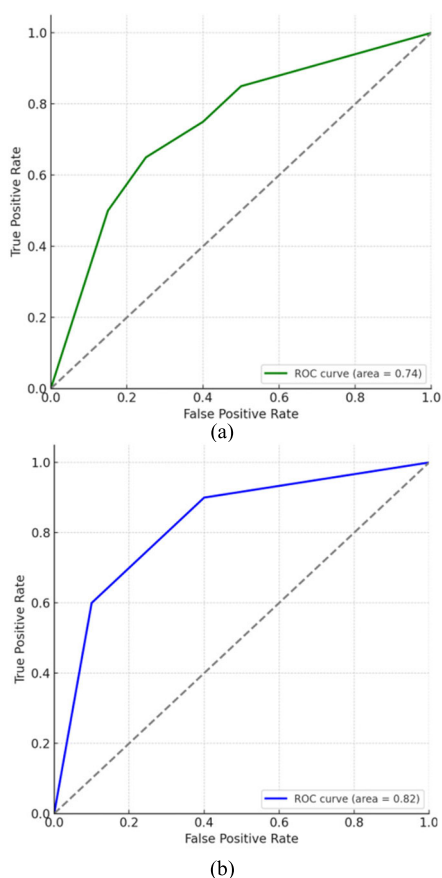 1.0
0.8
0.6
0.4
0.2
0.0
True Positive Rate
ROC curve (area = 0.74)
0.0 0.2 0.4 0.6 0.8 1.0
False Positive Rate
(a)
1.0
0.8
0.6
0.4
0.2
0.0
True Positive Rate
ROC curve (area = 0.82)
0.0 0.2 0.4 0.6 0.8 1.0
False Positive Rate
(b)